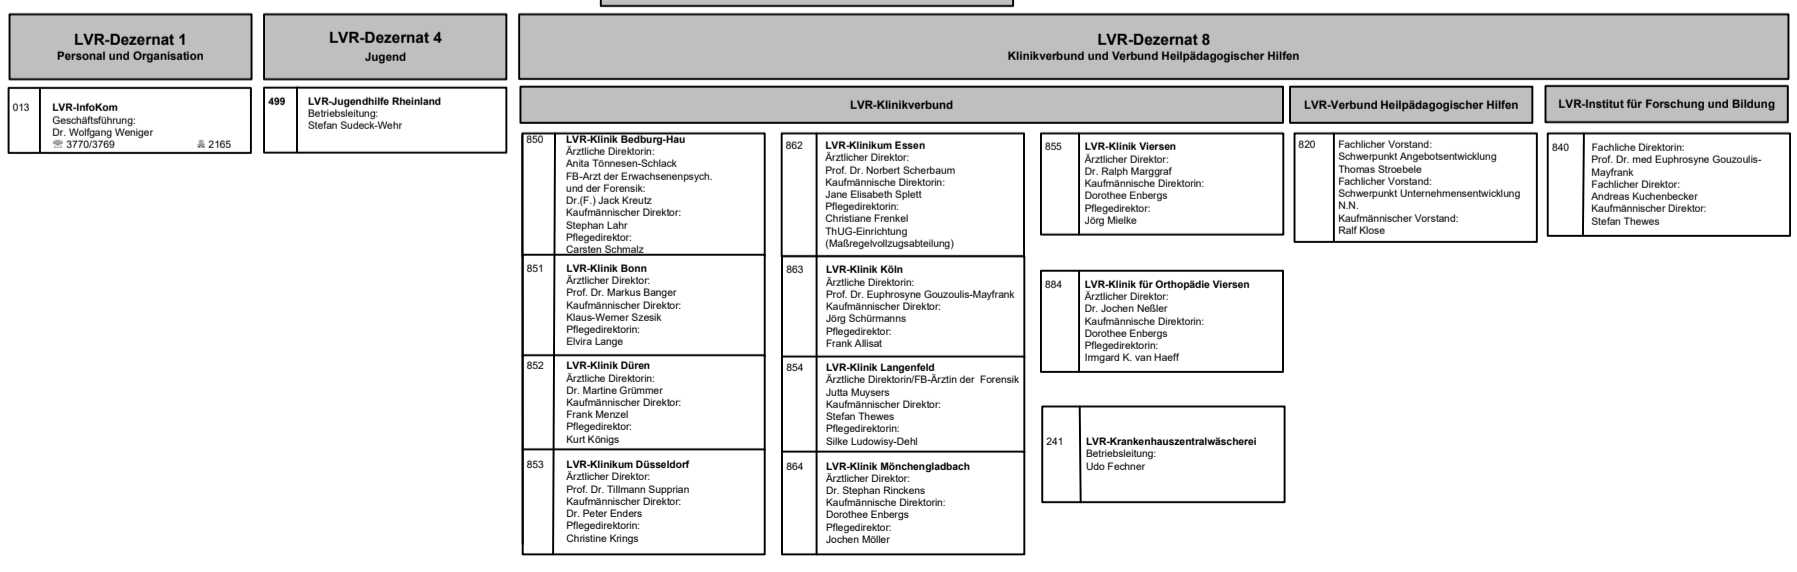 LVR-Dezernat 1
Personal und Organisation
013
LVR-InfoKom
Geschäftsführung:
Dr. Wolfgang Weniger
☏ 3770/3769 2165
LVR-Dezernat 4
Jugend
499
LVR-Jugendhilfe Rheinland
Betriebsleitung:
Stefan Sudeck-Wehr
LVR-Dezernat 8
Klinikverbund und Verbund Heilpädagogischer Hilfen
LVR-Klinikverbund
850
LVR-Klinik Bedburg-Hau
Ärztliche Direktorin:
Anita Tönnesen-Schlack
FB-Arzt der Erwachsenenpsych.
und der Forensik:
Dr.(F.) Jack Kreutz
Kaufmännischer Direktor:
Stephan Lahr
Pflegedirektor:
Carsten Schmalz
851
LVR-Klinik Bonn
Ärztlicher Direktor:
Prof. Dr. Markus Banger
Kaufmännischer Direktor:
Klaus-Werner Szesik
Pflegedirektorin:
Elvira Lange
852
LVR-Klinik Düren
Ärztliche Direktorin:
Dr. Martine Grümmer
Kaufmännischer Direktor:
Frank Menzel
Pflegedirektor:
Kurt Königs
853
LVR-Klinikum Düsseldorf
Ärztlicher Direktor:
Prof. Dr. Tillmann Supprian
Kaufmännischer Direktor:
Dr. Peter Enders
Pflegedirektorin:
Christine Krings
862
LVR-Klinikum Essen
Ärztlicher Direktor:
Prof. Dr. Norbert Scherbaum
Kaufmännische Direktorin:
Jane Elisabeth Splett
Pflegedirektorin:
Christiane Frenkel
ThUG-Einrichtung
(Maßregelvollzugsabteilung)
863
LVR-Klinik Köln
Ärztliche Direktorin:
Prof. Dr. Euphrosyne Gouzoulis-Mayfrank
Kaufmännischer Direktor:
Jörg Schürmanns
Pflegedirektor:
Frank Allisat
854
LVR-Klinik Langenfeld
Ärztliche Direktorin/FB-Ärztin der Forensik
Jutta Muysers
Kaufmännischer Direktor:
Stefan Thewes
Pflegedirektorin:
Silke Ludowisy-Dehl
864
LVR-Klinik Mönchengladbach
Ärztlicher Direktor:
Dr. Stephan Rinckens
Kaufmännische Direktorin:
Dorothee Enbergs
Pflegedirektor:
Jochen Möller
855
LVR-Klinik Viersen
Ärztlicher Direktor:
Dr. Ralph Marggraf
Kaufmännische Direktorin:
Dorothee Enbergs
Pflegedirektor:
Jörg Mielke
884
LVR-Klinik für Orthopädie Viersen
Ärztlicher Direktor:
Dr. Jochen Neßler
Kaufmännische Direktorin:
Dorothee Enbergs
Pflegedirektorin:
Irmgard K. van Haeff
241
LVR-Krankenhauszentralwäscherei
Betriebsleitung:
Udo Fechner
LVR-Verbund Heilpädagogischer Hilfen
820
Fachlicher Vorstand:
Schwerpunkt Angebotsentwicklung
Thomas Stroebele
Fachlicher Vorstand:
Schwerpunkt Unternehmensentwicklung
N.N.
Kaufmännischer Vorstand:
Ralf Klose
LVR-Institut für Forschung und Bildung
840
Fachliche Direktorin:
Prof. Dr. med Euphrosyne Gouzoulis-
Mayfrank
Fachlicher Direktor:
Andreas Kuchenbecker
Kaufmännischer Direktor:
Stefan Thewes